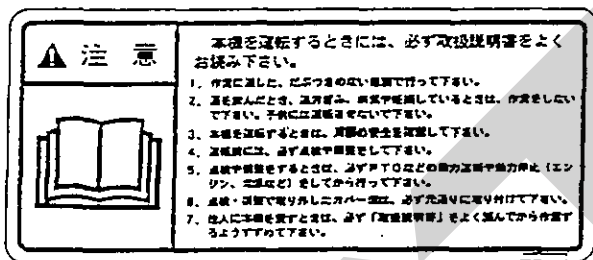 注 意
本機を運転するときには、必ず取扱説明書をよく
お読み下さい。
1. 作業に適した、だぶつきのない服装で行って下さい。
2. 酒を飲んだとき、過労ぎみ、病気や妊娠しているときは、作業をしない
で下さい。子供には運転させないで下さい。
3. 本機を運転するときは、周囲の安全を確認して下さい。
4. 運転前には、必ず点検や調整をして下さい。
5. 点検や調整をするときは、必ずPTOなどの動力遮断や動力停止（エン
ジン、電源など）をしてから行って下さい。
6. 点検・調整で取り外したカバー類は、必ず元通りに取り付けて下さい。
7. 他人に本機を貸すときは、必ず「取扱説明書」をよく読んでから作業す
るようすすめて下さい。